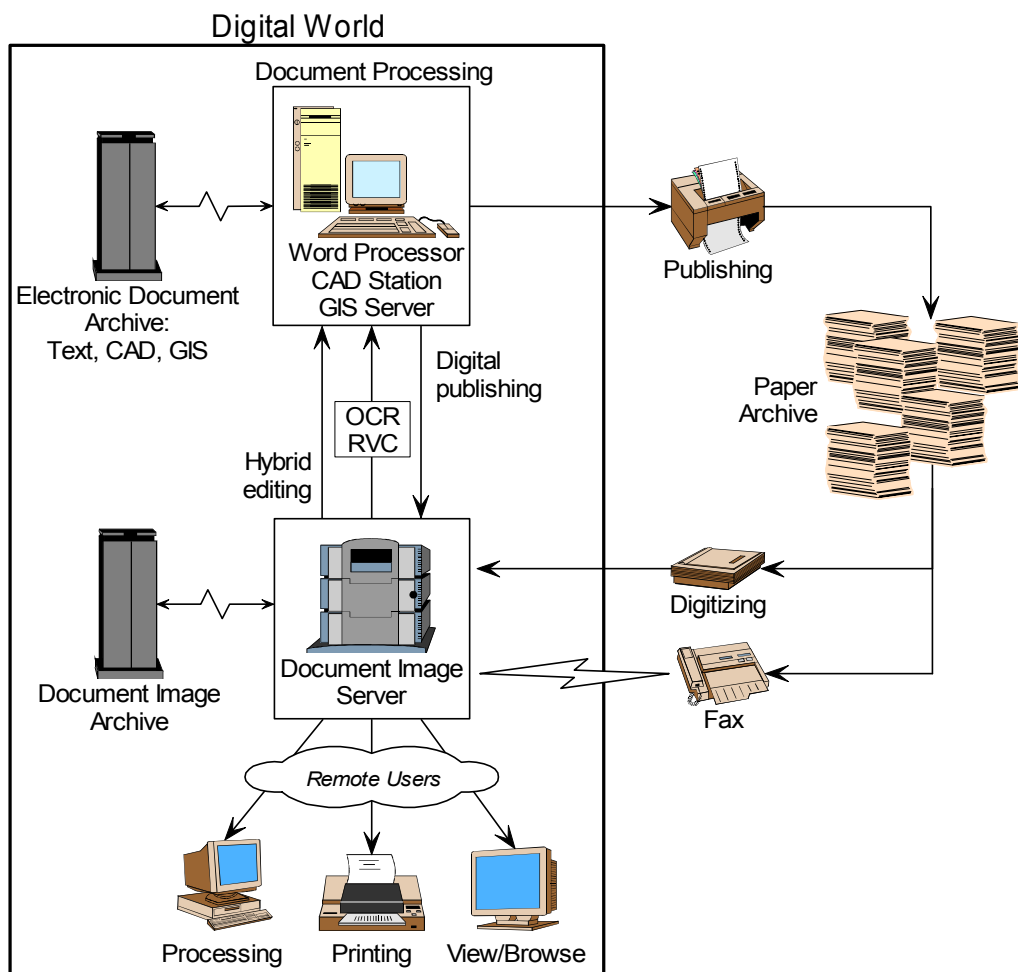 Digital World
Document Processing
Word Processor
CAD Station
GIS Server
Electronic Document
Archive:
Text, CAD, GIS
Publishing
Paper
Archive
Digital
publishing
OCR
RVC
Hybrid
editing
Digitizing
Document Image
Server
Document Image
Archive
Fax
Remote Users
Processing
Printing
View/Browse